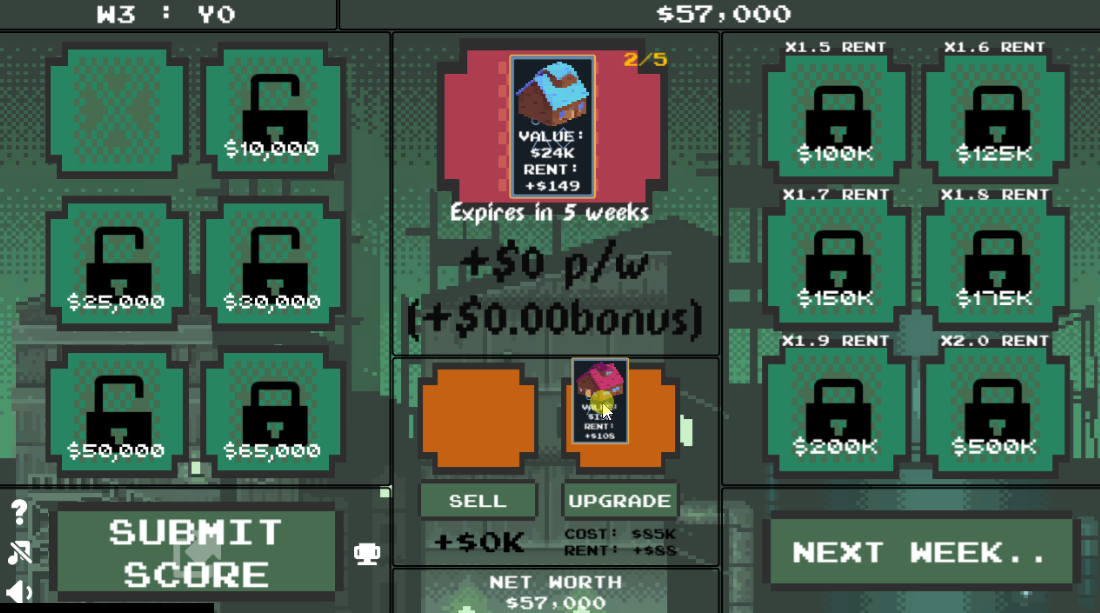 W3 : Y0
$57,000
$10,000
$25,000
$30,000
$50,000
$65,000
SUBMIT
SCORE
?
2/5
VALUE:
$24K
RENT:
+$149
Expires in 5 weeks
+$0 p/w
(+$0.00bonus)
RENT:
+$108
SELL
UPGRADE
+$0K
COST: $85K
RENT: +$88
NET WORTH
$57,000
X1.5 RENT
X1.6 RENT
$100K
$125K
X1.7 RENT
X1.8 RENT
$150K
$175K
X1.9 RENT
X2.0 RENT
$200K
$500K
NEXT WEEK..